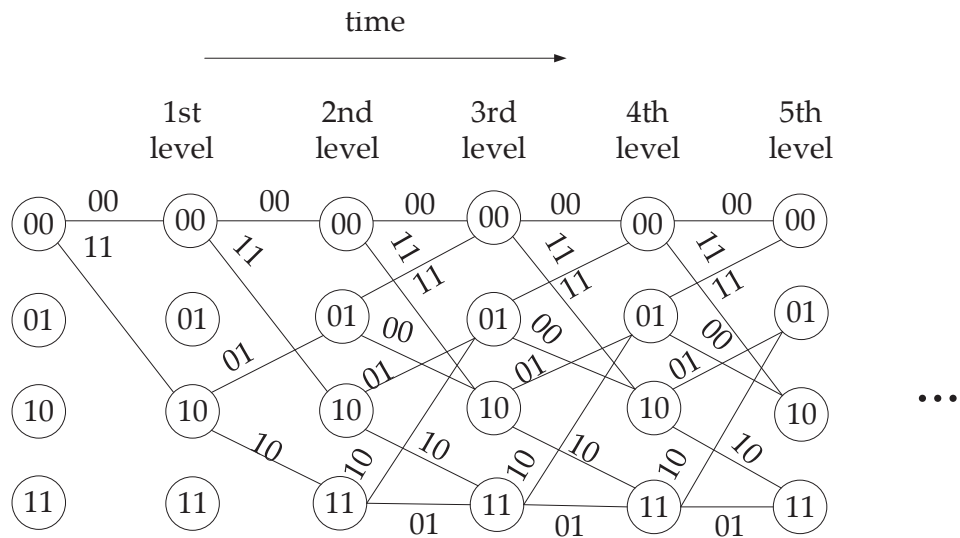 time
1st 2nd 3rd 4th 5th
level level level level level
00 00 00 00 00
00 00 00 00 00 00
11 11 11 11 11
11 11 11
01 01 01 01 01 01
00 00 00
01 01 01 01
10 10 10 10 10 10
10 10 10 10
10 10 10
11 11 11 11 11 11
01 01 01
...